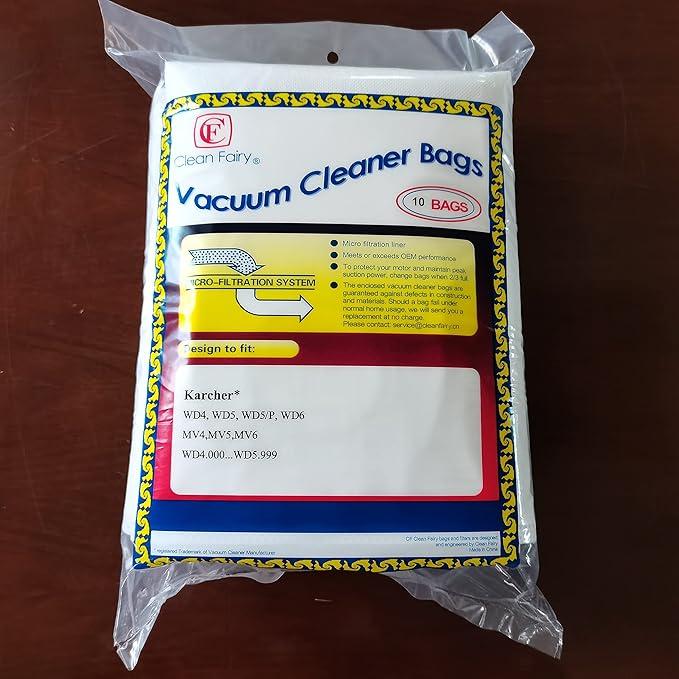 CF
Clean Fairy®
Vacuum Cleaner Bags
10 BAGS
MICRO-FILTRATION SYSTEM
Micro filtration liner
Meets or exceeds OEM performance
To protect your motor and maintain peak
suction power, change bags when 2/3 full.
The enclosed vacuum cleaner bags are
guaranteed against defects in construction
and materials. Should a bag fail under
normal home usage, we will send you a
replacement at no charge.
Please contact: service@cleanfairy.cn
Design to fit:
Karcher*
WD4, WD5, WD5/P, WD6
MV4,MV5,MV6
WD4.000...WD5.999
CF Clean Fairy bags and filters are designed
and engineered by Clean Fairy
Made in China
registered Trademark of Vacuum Cleaner Manufacturer